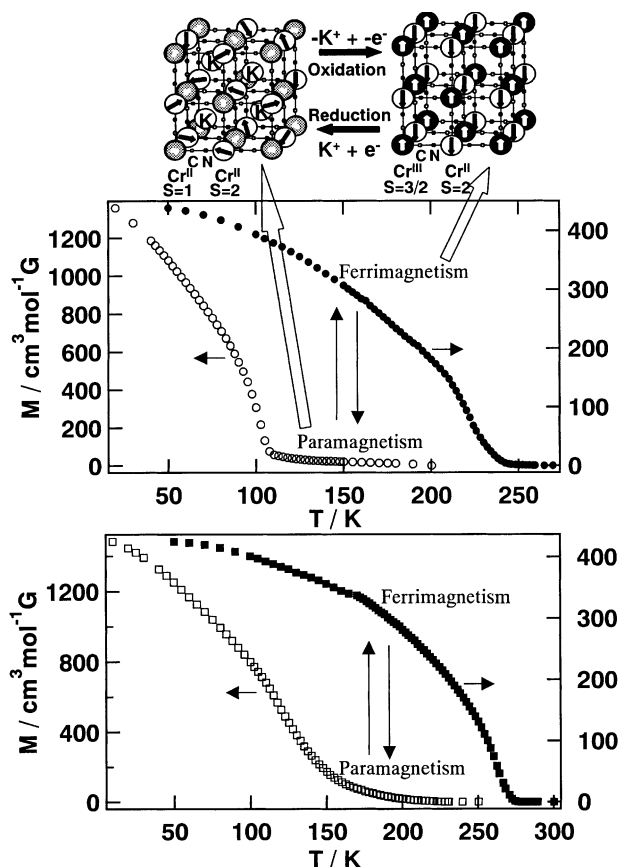 -K⁺ + -e⁻
Oxidation
Reduction
K⁺ + e⁻
K
K
K
K
C N
Cr^II Cr^II
S=1 S=2
C N
Cr^III Cr^II
S=3/2 S=2
M / cm³mol⁻¹G
1200
1000
800
600
400
200
0
400
300
200
100
0
Ferrimagnetism
Paramagnetism
50 100 150 200 250
T / K
M / cm³mol⁻¹G
1200
800
400
0
400
300
200
100
0
Ferrimagnetism
Paramagnetism
50 100 150 200 250 300
T / K